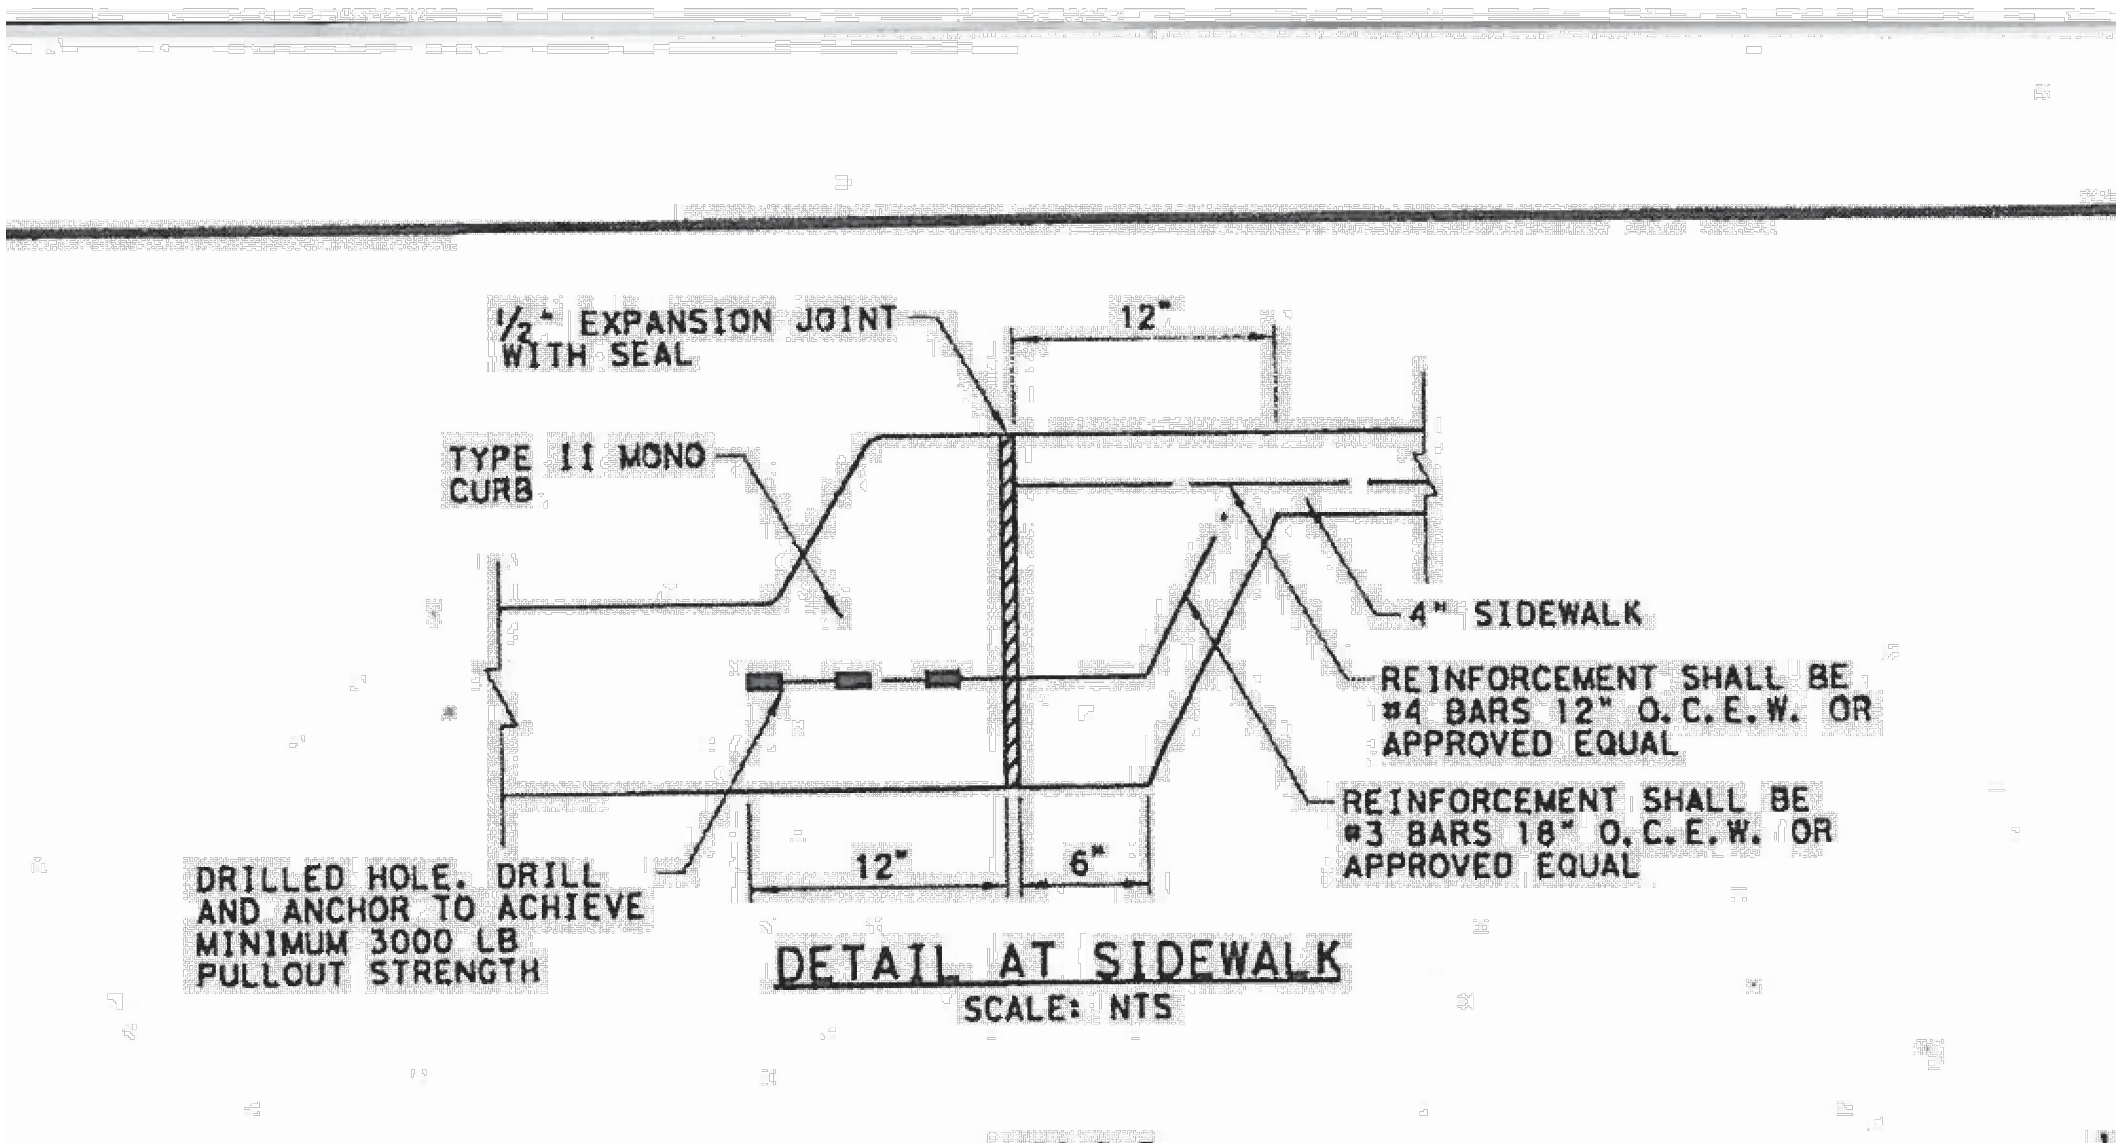 1/2" EXPANSION JOINT
WITH SEAL
12"
TYPE II MONO
CURB
4" SIDEWALK
REINFORCEMENT SHALL BE
#4 BARS 12" O.C.E.W. OR
APPROVED EQUAL
REINFORCEMENT SHALL BE
#3 BARS 18" O.C.E.W. OR
APPROVED EQUAL
12"
6"
DRILLED HOLE. DRILL
AND ANCHOR TO ACHIEVE
MINIMUM 3000 LB
PULLOUT STRENGTH
DETAIL AT SIDEWALK
SCALE: NTS